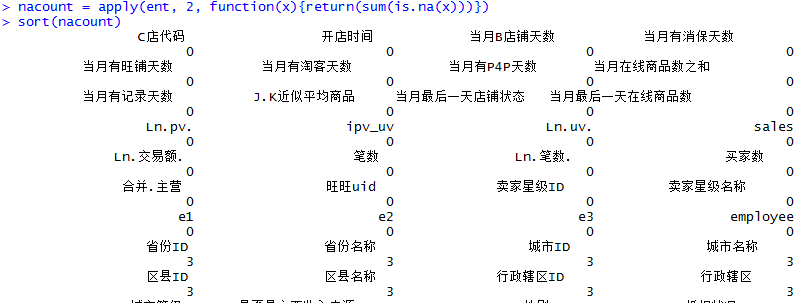 > nacount = apply(ent, 2, function(x){return(sum(is.na(x)))})
> sort(nacount)
C店代码 开店时间 当月B店铺天数 当月有消保天数
0 0 0 0
当月有旺铺天数 当月有淘客天数 当月有P4P天数 当月在线商品数之和
0 0 0 0
当月有记录天数 J.K近似平均商品 当月最后一天店铺状态 当月最后一天在线商品数
0 0 0 0
Ln.pv. ipv_uv Ln.uv. sales
0 0 0 0
Ln.交易额. 笔数 Ln.笔数. 买家数
0 0 0 0
合并.主营 旺旺uid 卖家星级ID 卖家星级名称
0 0 0 0
e1 e2 e3 employee
0 0 0 0
省份ID 省份名称 城市ID 城市名称
3 3 3 3
区县ID 区县名称 行政辖区ID 行政辖区
3 3 3 3